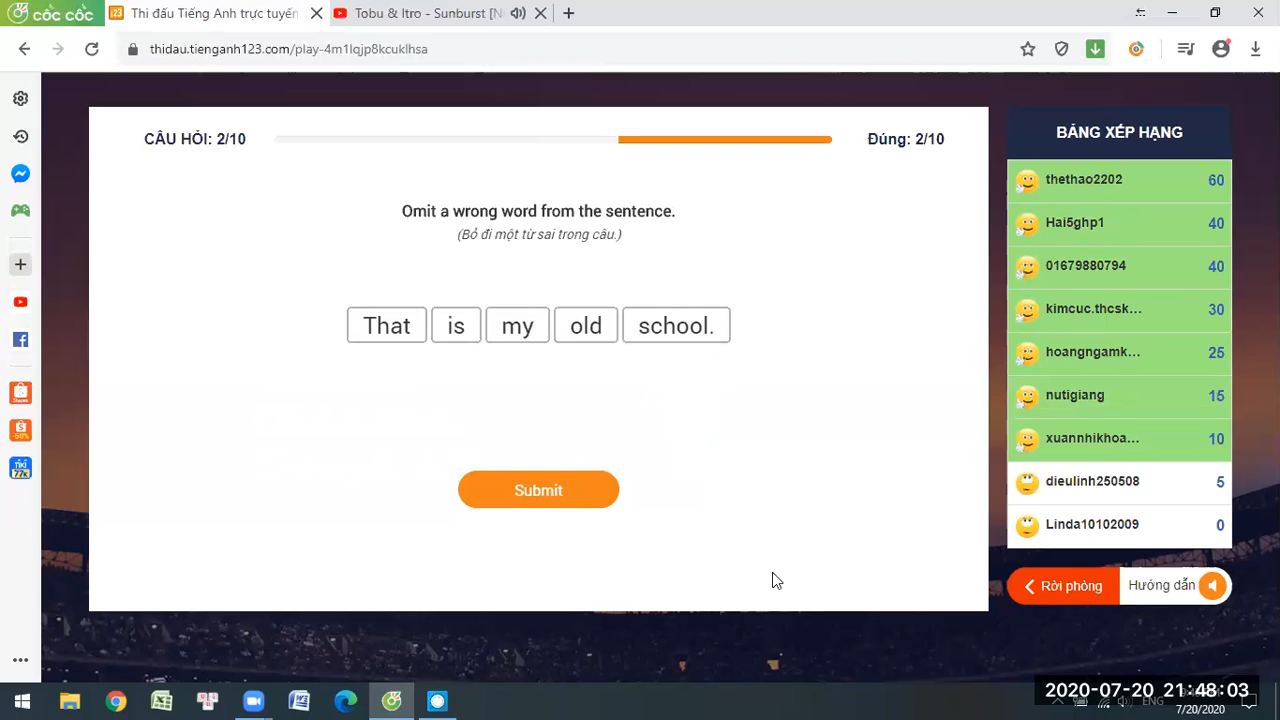 cốc cốc
Thi đấu Tiếng Anh trực tuyến
Tobu & Itro - Sunburst [N
thidau.tienganh123.com/play-4m1lqjp8kcuklhsa
CÂU HỎI: 2/10
Đúng: 2/10
Omit a wrong word from the sentence.
(Bỏ đi một từ sai trong câu.)
That is my old school.
Submit
BẢNG XẾP HẠNG
thethao2202 60
Hai5ghp1 40
01679880794 40
kimcuc.thcsk... 30
hoangngamk... 25
nutigiang 15
xuannhikhoa... 10
dieulinh250508 5
Linda10102009 0
Rời phòng
Hướng dẫn
2020-07-20 21:48:03
ENG
7/20/2020